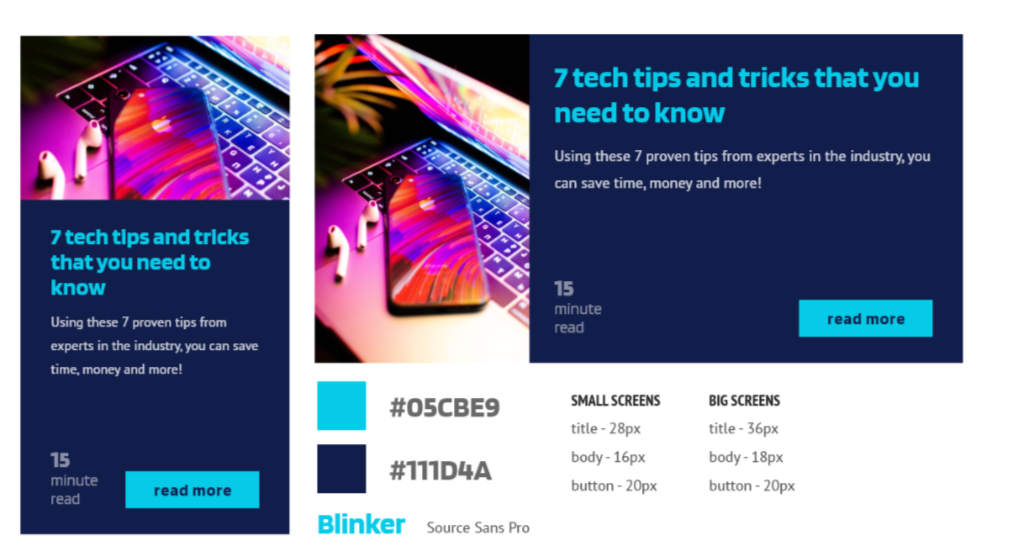 7 tech tips and tricks
that you need to
know
Using these 7 proven tips from
experts in the industry, you can save
time, money and more!
15
minute
read
read more
7 tech tips and tricks that you
need to know
Using these 7 proven tips from experts in the industry, you
can save time, money and more!
15
minute
read
read more
#05CBE9
#111D4A
Blinker Source Sans Pro
SMALL SCREENS
title - 28px
body - 16px
button - 20px
BIG SCREENS
title - 36px
body - 18px
button - 20px